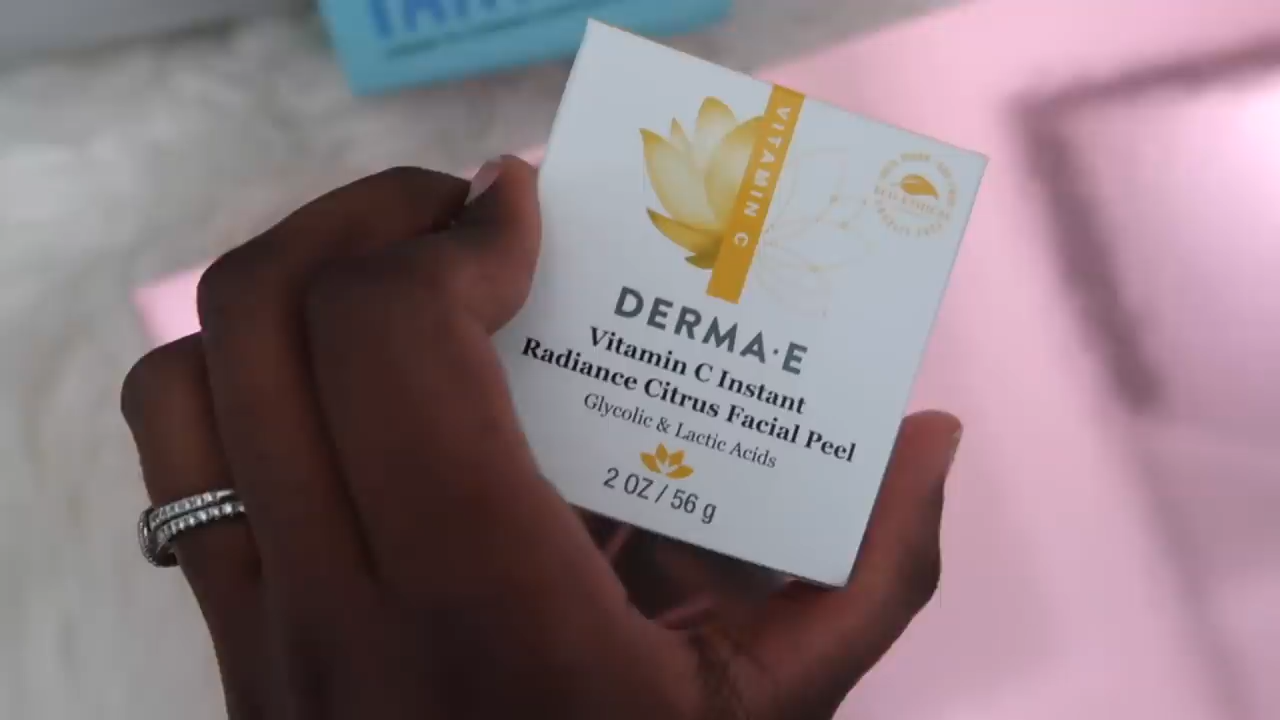 VITAMIN C
DERMA·E
Vitamin C Instant
Radiance Citrus Facial Peel
Glycolic & Lactic Acids
2 OZ / 56 g